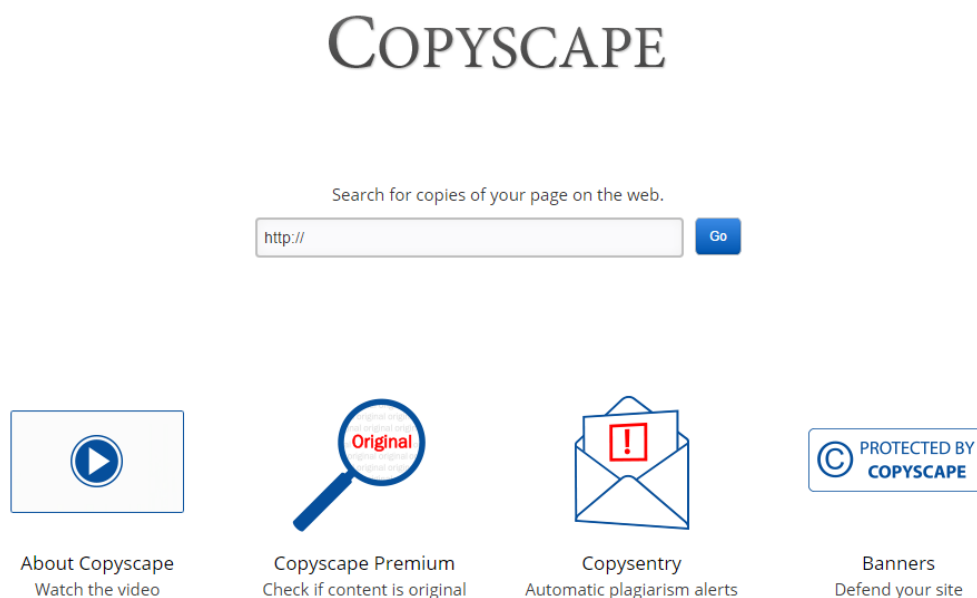 COPYSCAPE
Search for copies of your page on the web.
http://
Go
Original
PROTECTED BY
COPYSCAPE
About Copyscape
Watch the video
Copyscape Premium
Check if content is original
Copysentry
Automatic plagiarism alerts
Banners
Defend your site